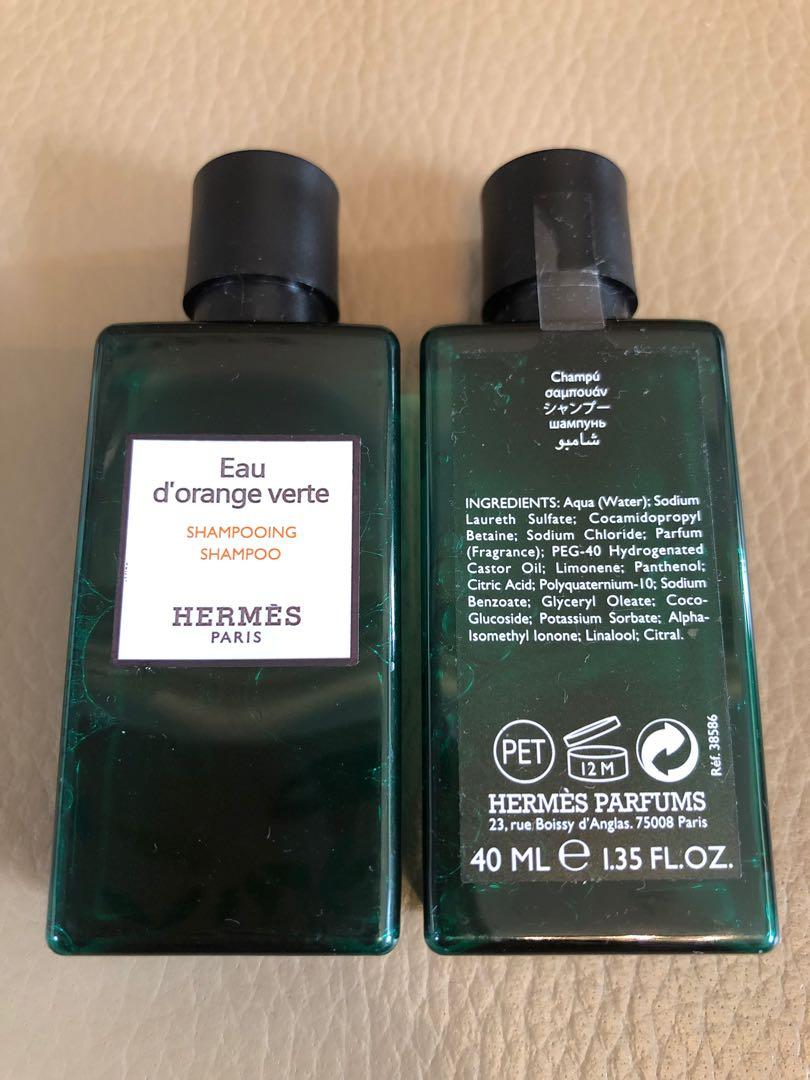 Eau
d'orange verte
SHAMPOOING
SHAMPOO
HERMÈS
PARIS
Champú
σαμπουάν
シャンプー
шампунь
شامبو
INGREDIENTS: Aqua (Water); Sodium
Laureth Sulfate; Cocamidopropyl
Betaine; Sodium Chloride; Parfum
(Fragrance); PEG-40 Hydrogenated
Castor Oil; Limonene; Panthenol;
Citric Acid; Polyquaternium-10; Sodium
Benzoate; Glyceryl Oleate; Coco-
Glucoside; Potassium Sorbate; Alpha-
Isomethyl Ionone; Linalool; Citral.
PET
12 M
Réf. 38586
HERMÈS PARFUMS
23, rue Boissy d'Anglas. 75008 Paris
40 ML e 1.35 FL.OZ.